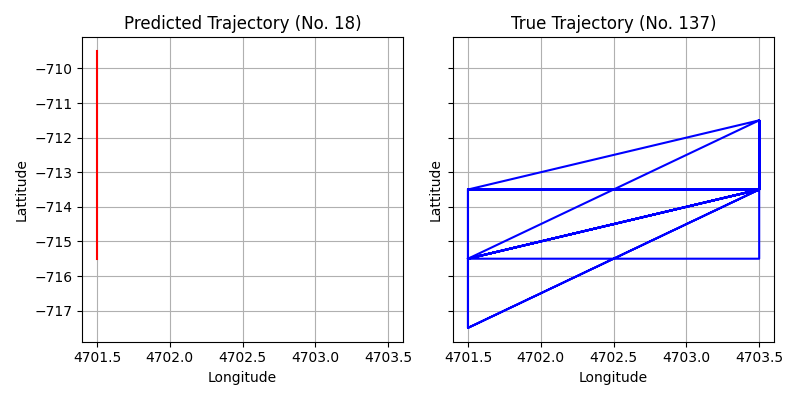 Predicted Trajectory (No. 18)
True Trajectory (No. 137)
−710
−711
−712
−713
−714
−715
−716
−717
Lattitude
Lattitude
4701.5 4702.0 4702.5 4703.0 4703.5
4701.5 4702.0 4702.5 4703.0 4703.5
Longitude
Longitude